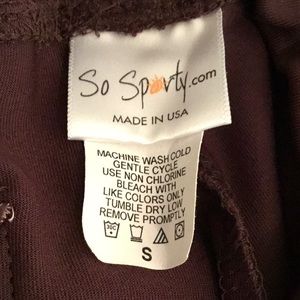 So Sporty.com
MADE IN USA
MACHINE WASH COLD
GENTLE CYCLE
USE NON CHLORINE
BLEACH WITH
LIKE COLORS ONLY
TUMBLE DRY LOW
REMOVE PROMPTLY
S